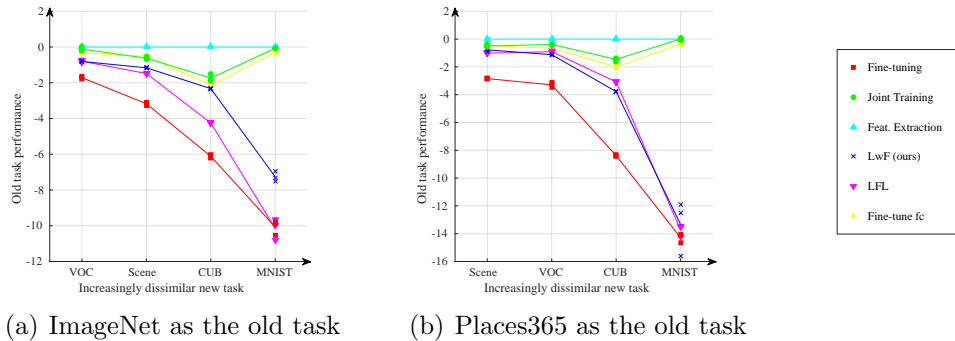 2
0
-2
-4
-6
-8
-10
-12
Old task performance
VOC
Scene
CUB
MNIST
Increasingly dissimilar new task
(a) ImageNet as the old task
2
0
-2
-4
-6
-8
-10
-12
-14
-16
Old task performance
Scene
VOC
CUB
MNIST
Increasingly dissimilar new task
(b) Places365 as the old task
Fine-tuning
Joint Training
Feat. Extraction
LwF (ours)
LFL
Fine-tune fc